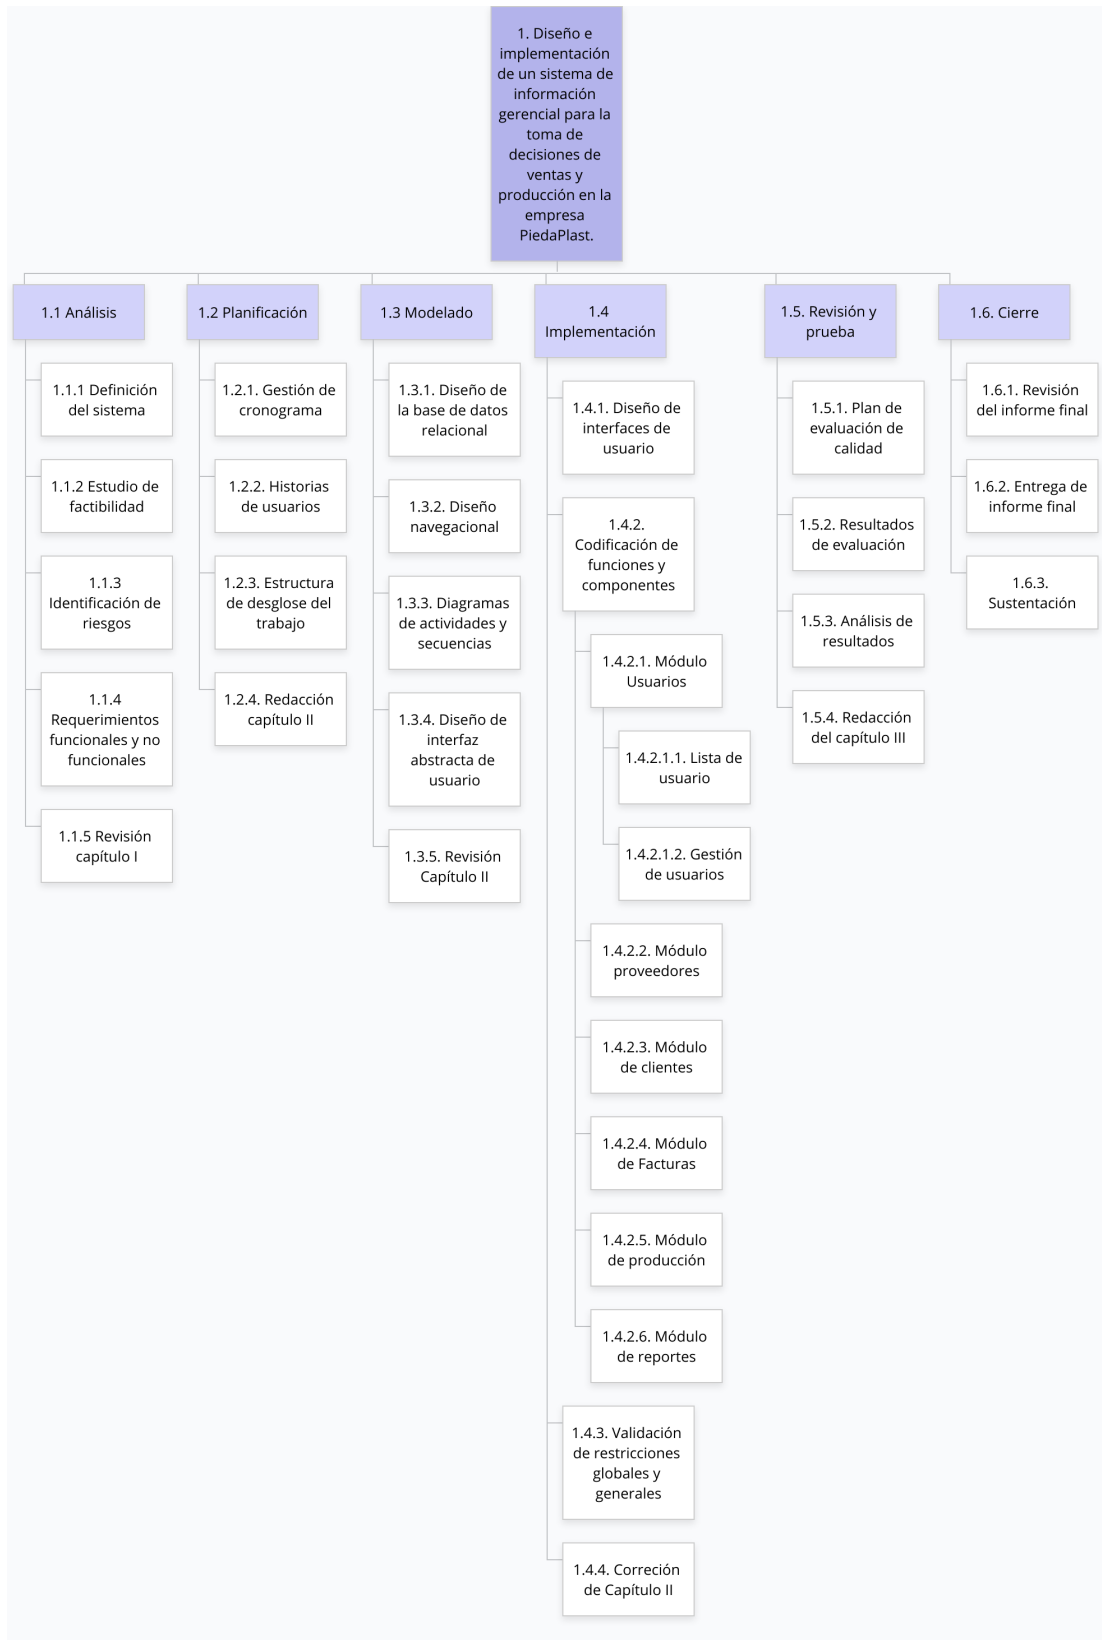 1. Diseño e
implementación
de un sistema de
información
gerencial para la
toma de
decisiones de
ventas y
producción en la
empresa
PiedaPlast.
1.1 Análisis
1.1.1 Definición
del sistema
1.1.2 Estudio de
factibilidad
1.1.3
Identificación de
riesgos
1.1.4
Requerimientos
funcionales y no
funcionales
1.1.5 Revisión
capítulo I
1.2 Planificación
1.2.1. Gestión de
cronograma
1.2.2. Historias
de usuarios
1.2.3. Estructura
de desglose del
trabajo
1.2.4. Redacción
capítulo II
1.3 Modelado
1.3.1. Diseño de
la base de datos
relacional
1.3.2. Diseño
navegacional
1.3.3. Diagramas
de actividades y
secuencias
1.3.4. Diseño de
interfaz
abstracta de
usuario
1.3.5. Revisión
Capítulo II
1.4
Implementación
1.4.1. Diseño de
interfaces de
usuario
1.4.2.
Codificación de
funciones y
componentes
1.4.2.1. Módulo
Usuarios
1.4.2.1.1. Lista de
usuario
1.4.2.1.2. Gestión
de usuarios
1.4.2.2. Módulo
proveedores
1.4.2.3. Módulo
de clientes
1.4.2.4. Módulo
de Facturas
1.4.2.5. Módulo
de producción
1.4.2.6. Módulo
de reportes
1.4.3. Validación
de restricciones
globales y
generales
1.4.4. Correción
de Capítulo II
1.5. Revisión y
prueba
1.5.1. Plan de
evaluación de
calidad
1.5.2. Resultados
de evaluación
1.5.3. Análisis de
resultados
1.5.4. Redacción
del capítulo III
1.6. Cierre
1.6.1. Revisión
del informe final
1.6.2. Entrega de
informe final
1.6.3.
Sustentación